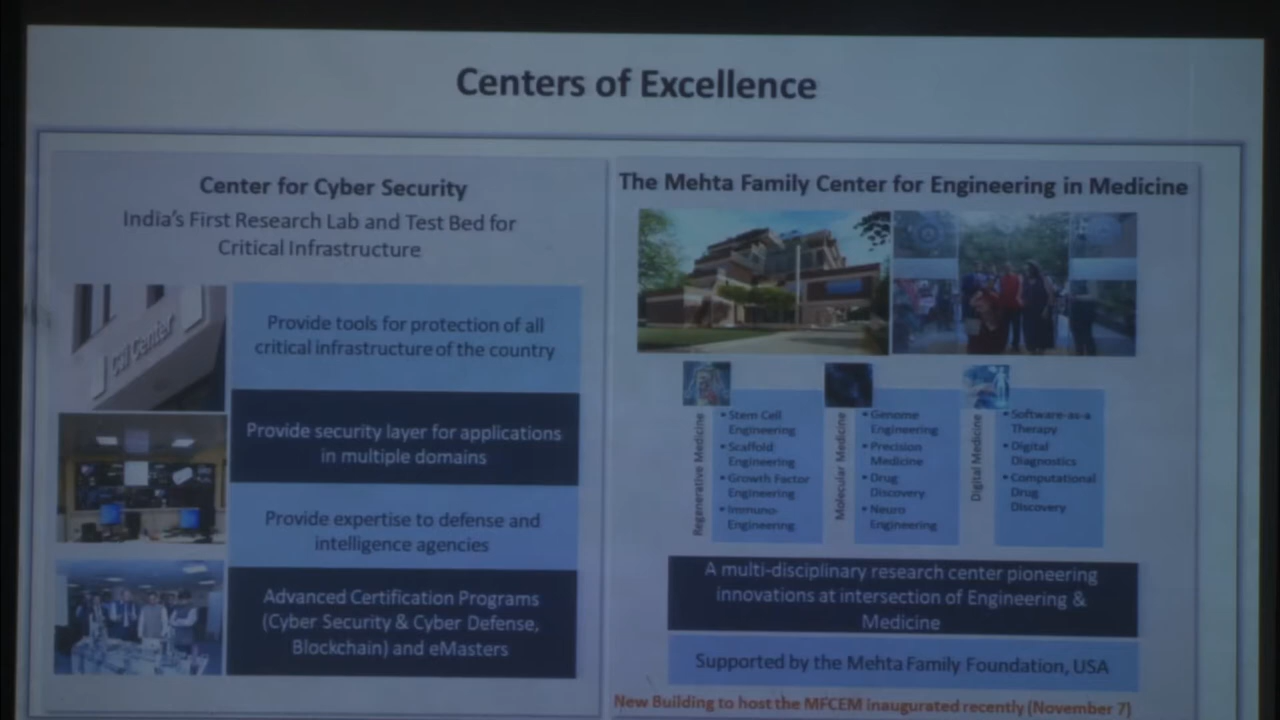 Centers of Excellence
Center for Cyber Security
India's First Research Lab and Test Bed for
Critical Infrastructure
C3i Center
Provide tools for protection of all
critical infrastructure of the country
Provide security layer for applications
in multiple domains
Provide expertise to defense and
intelligence agencies
Advanced Certification Programs
(Cyber Security & Cyber Defense,
Blockchain) and eMasters
The Mehta Family Center for Engineering in Medicine
Regenerative Medicine
▪ Stem Cell
Engineering
▪ Scaffold
Engineering
▪ Growth Factor
Engineering
▪ Immuno-
Engineering
Molecular Medicine
▪ Genome
Engineering
▪ Precision
Medicine
▪ Drug
Discovery
▪ Neuro
Engineering
Digital Medicine
▪ Software-as-a
Therapy
▪ Digital
Diagnostics
▪ Computational
Drug
Discovery
A multi-disciplinary research center pioneering
innovations at intersection of Engineering &
Medicine
Supported by the Mehta Family Foundation, USA
New Building to host the MFCEM inaugurated recently (November 7)